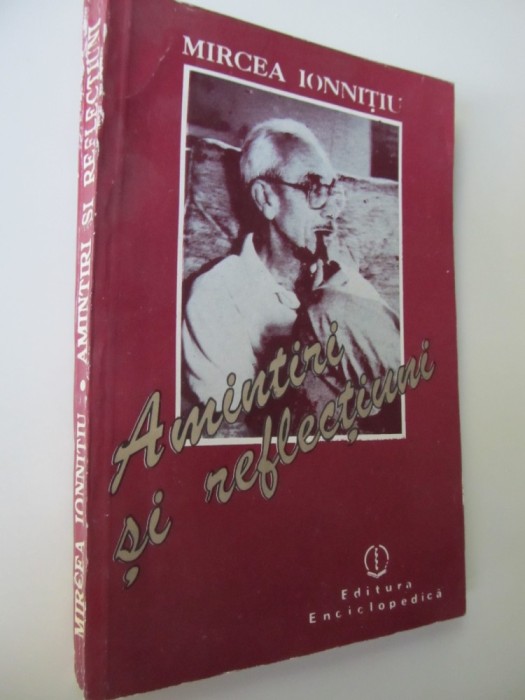 MIRCEA IONNIȚIU
Amintiri
și reflecțiuni
Editura
Enciclopedică
MIRCEA IONNIȚIU • AMINTIRI ȘI REFLECȚIUNI